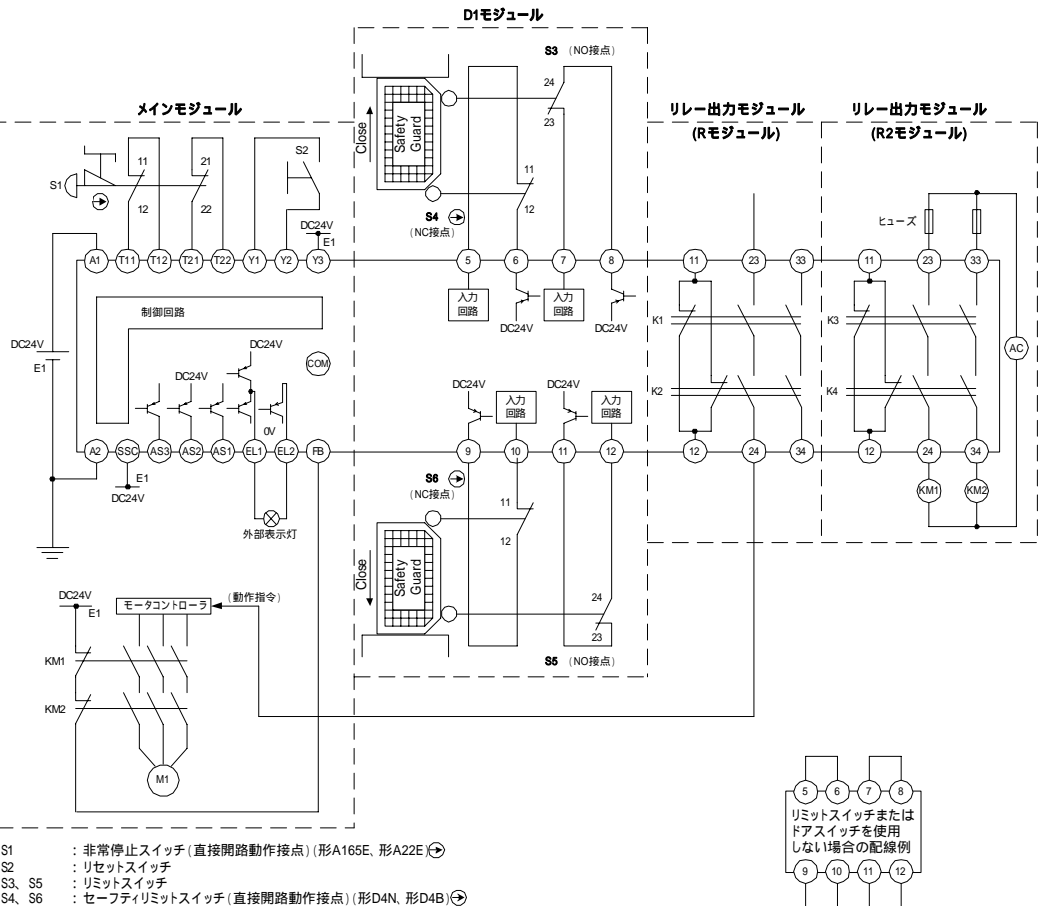 D1モジュール
S3 (NO接点)
24
23
メインモジュール
リレー出力モジュール
(Rモジュール)
リレー出力モジュール
(R2モジュール)
Close
Safety
Guard
S1
11
12
21
22
S2
DC24V
E1
11
12
S4
(NC接点)
ヒューズ
A1 T11 T12 T21 T22 Y1 Y2 Y3 5 6 7 8 11 23 33 11 23 33
入力
回路
DC24V
入力
回路
DC24V
制御回路
K1
K3
DC24V
E1
DC24V
DC24V
COM
AC
DC24V
入力
回路
DC24V
入力
回路
K2
K4
0V
A2 SSC AS3 AS2 AS1 EL1 EL2 FB 9 10 11 12 12 24 34 12 24 34
E1
DC24V
S6
(NC接点)
KM1 KM2
外部表示灯
11
12
Close
Safety
Guard
DC24V
E1
モータコントローラ
(動作指令)
24
23
S5 (NO接点)
KM1
KM2
M1
5 6 7 8
リミットスイッチまたは
ドアスイッチを使用
しない場合の配線例
9 10 11 12
S1 : 非常停止スイッチ(直接開路動作接点)(形A165E、形A22E)
S2 : リセットスイッチ
S3、S5 : リミットスイッチ
S4、S6 : セーフティリミットスイッチ(直接開路動作接点)(形D4N、形D4B)